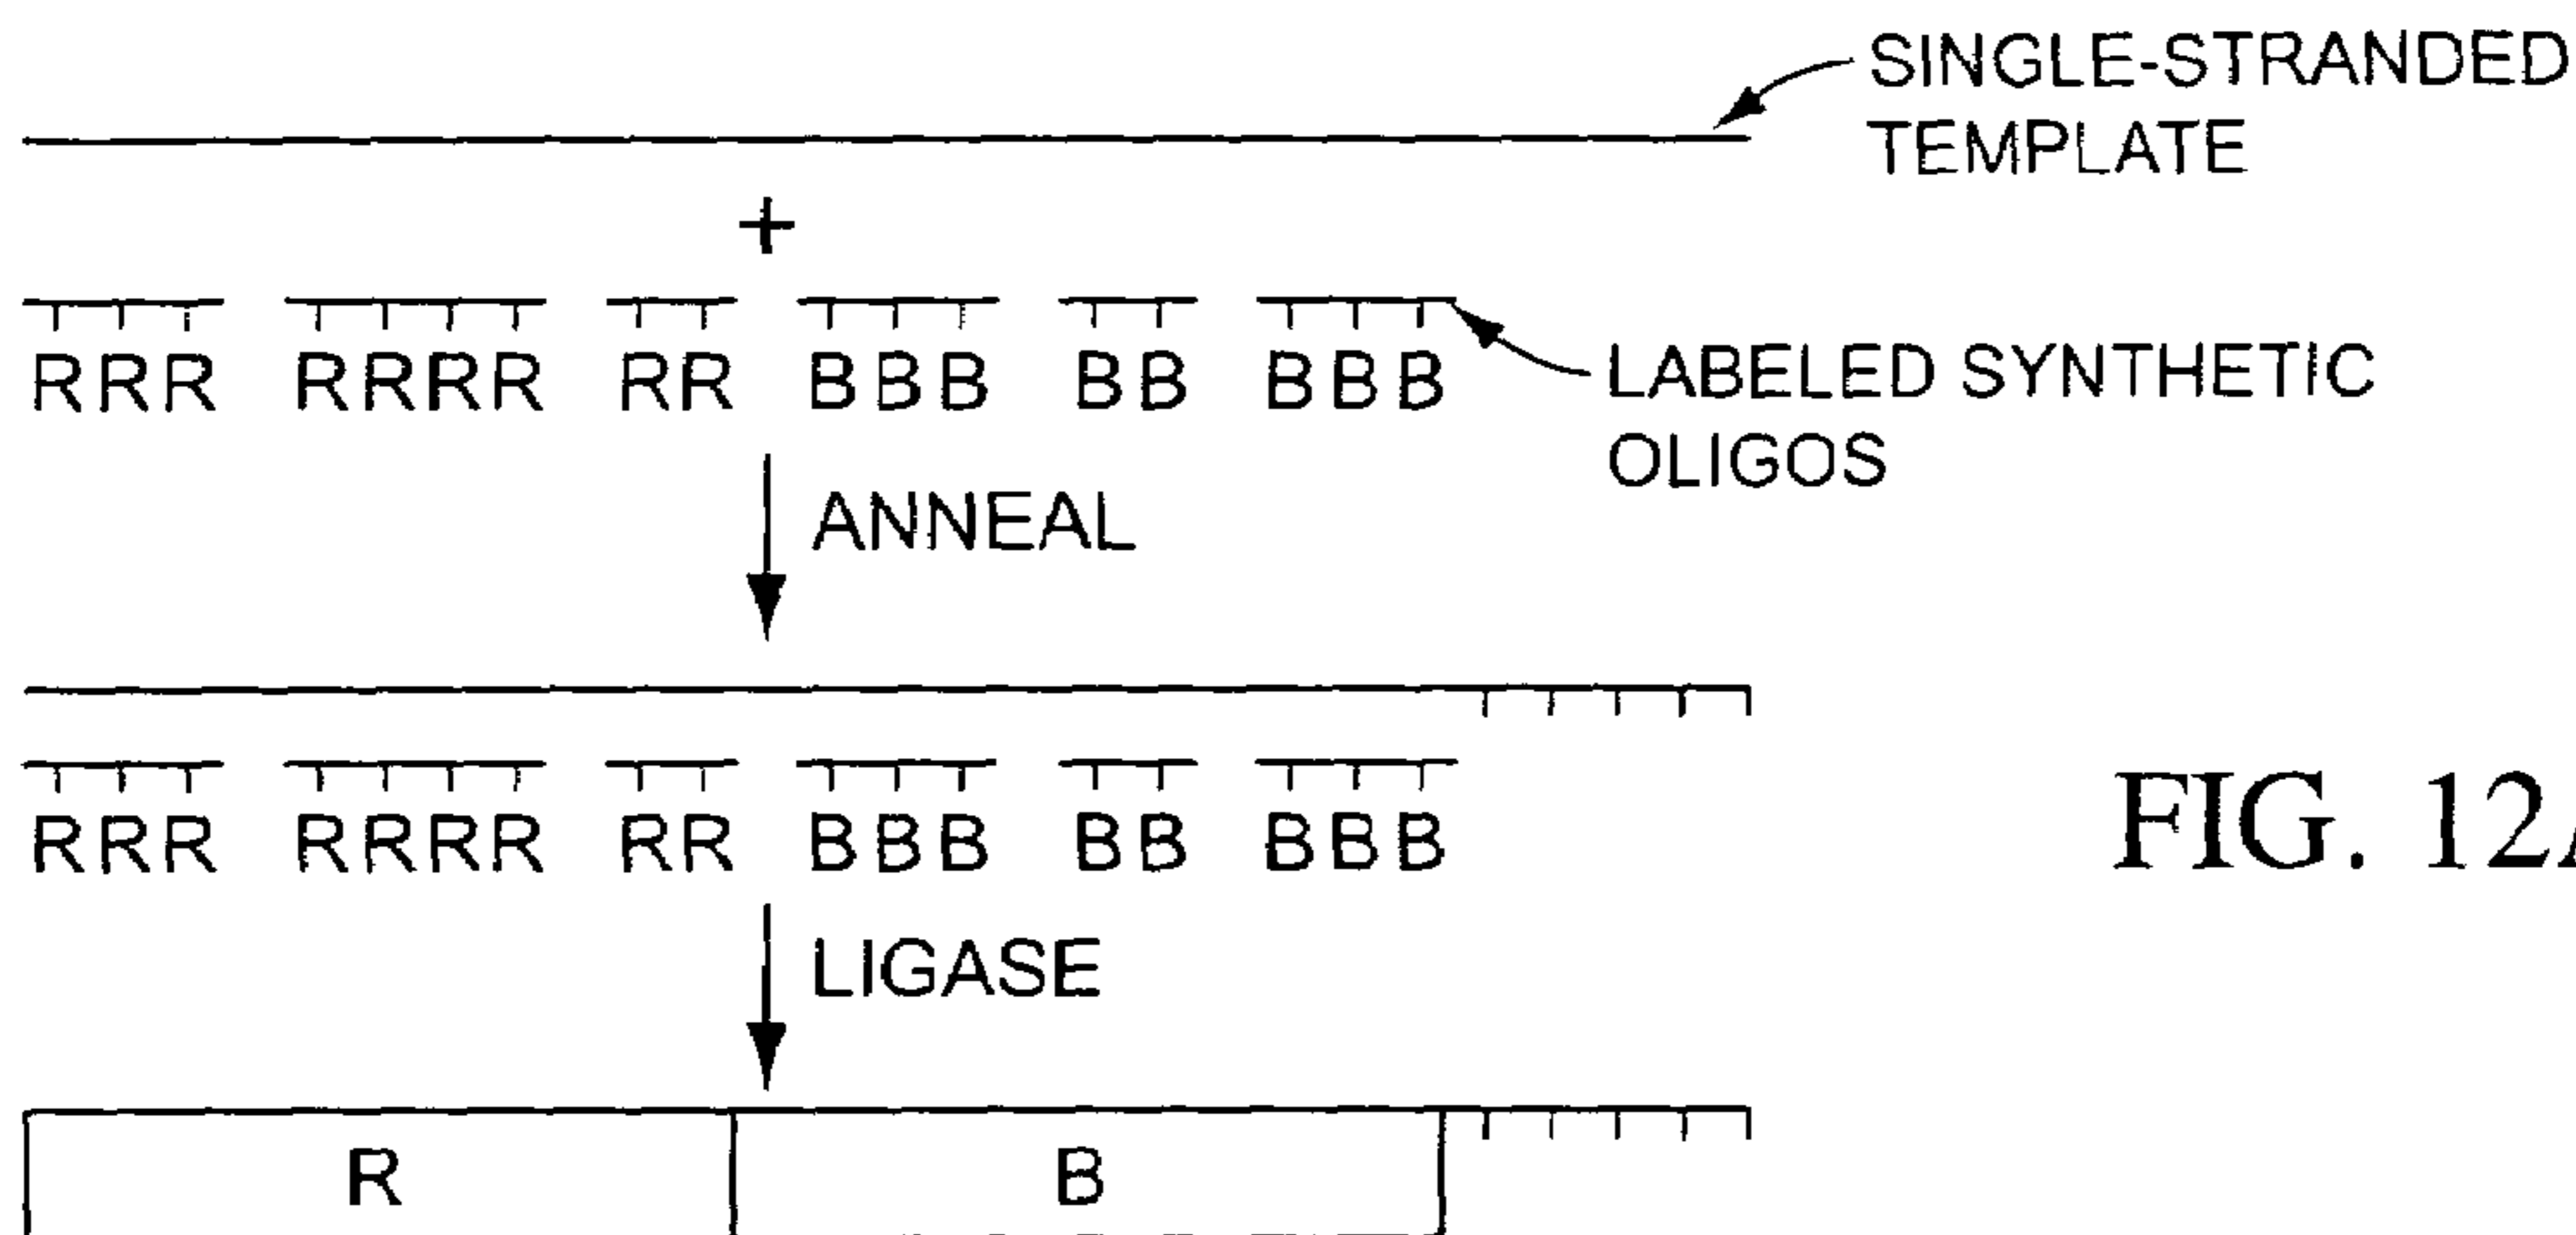 SINGLE-STRANDED
TEMPLATE
+
RRR RRRR RR BBB BB BBB
LABELED SYNTHETIC
OLIGOS
ANNEAL
RRR RRRR RR BBB BB BBB
FIG. 12A
LIGASE
R B